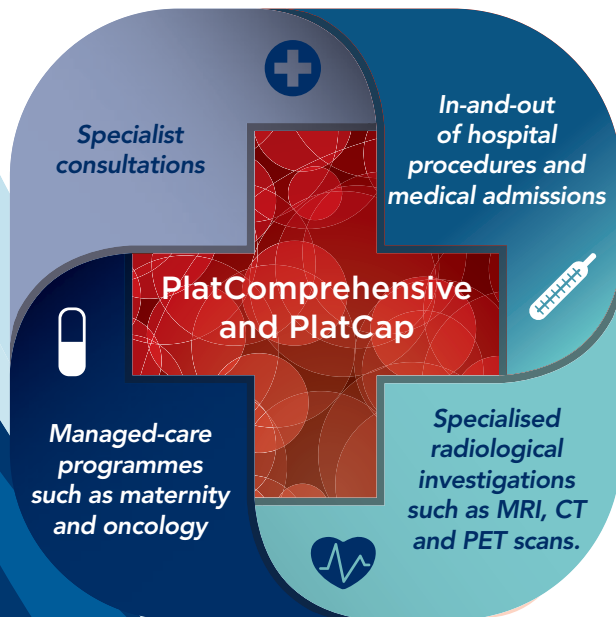 Specialist
consultations
In-and-out
of hospital
procedures and
medical admissions
PlatComprehensive
and PlatCap
Managed-care
programmes
such as maternity
and oncology
Specialised
radiological
investigations
such as MRI, CT
and PET scans.